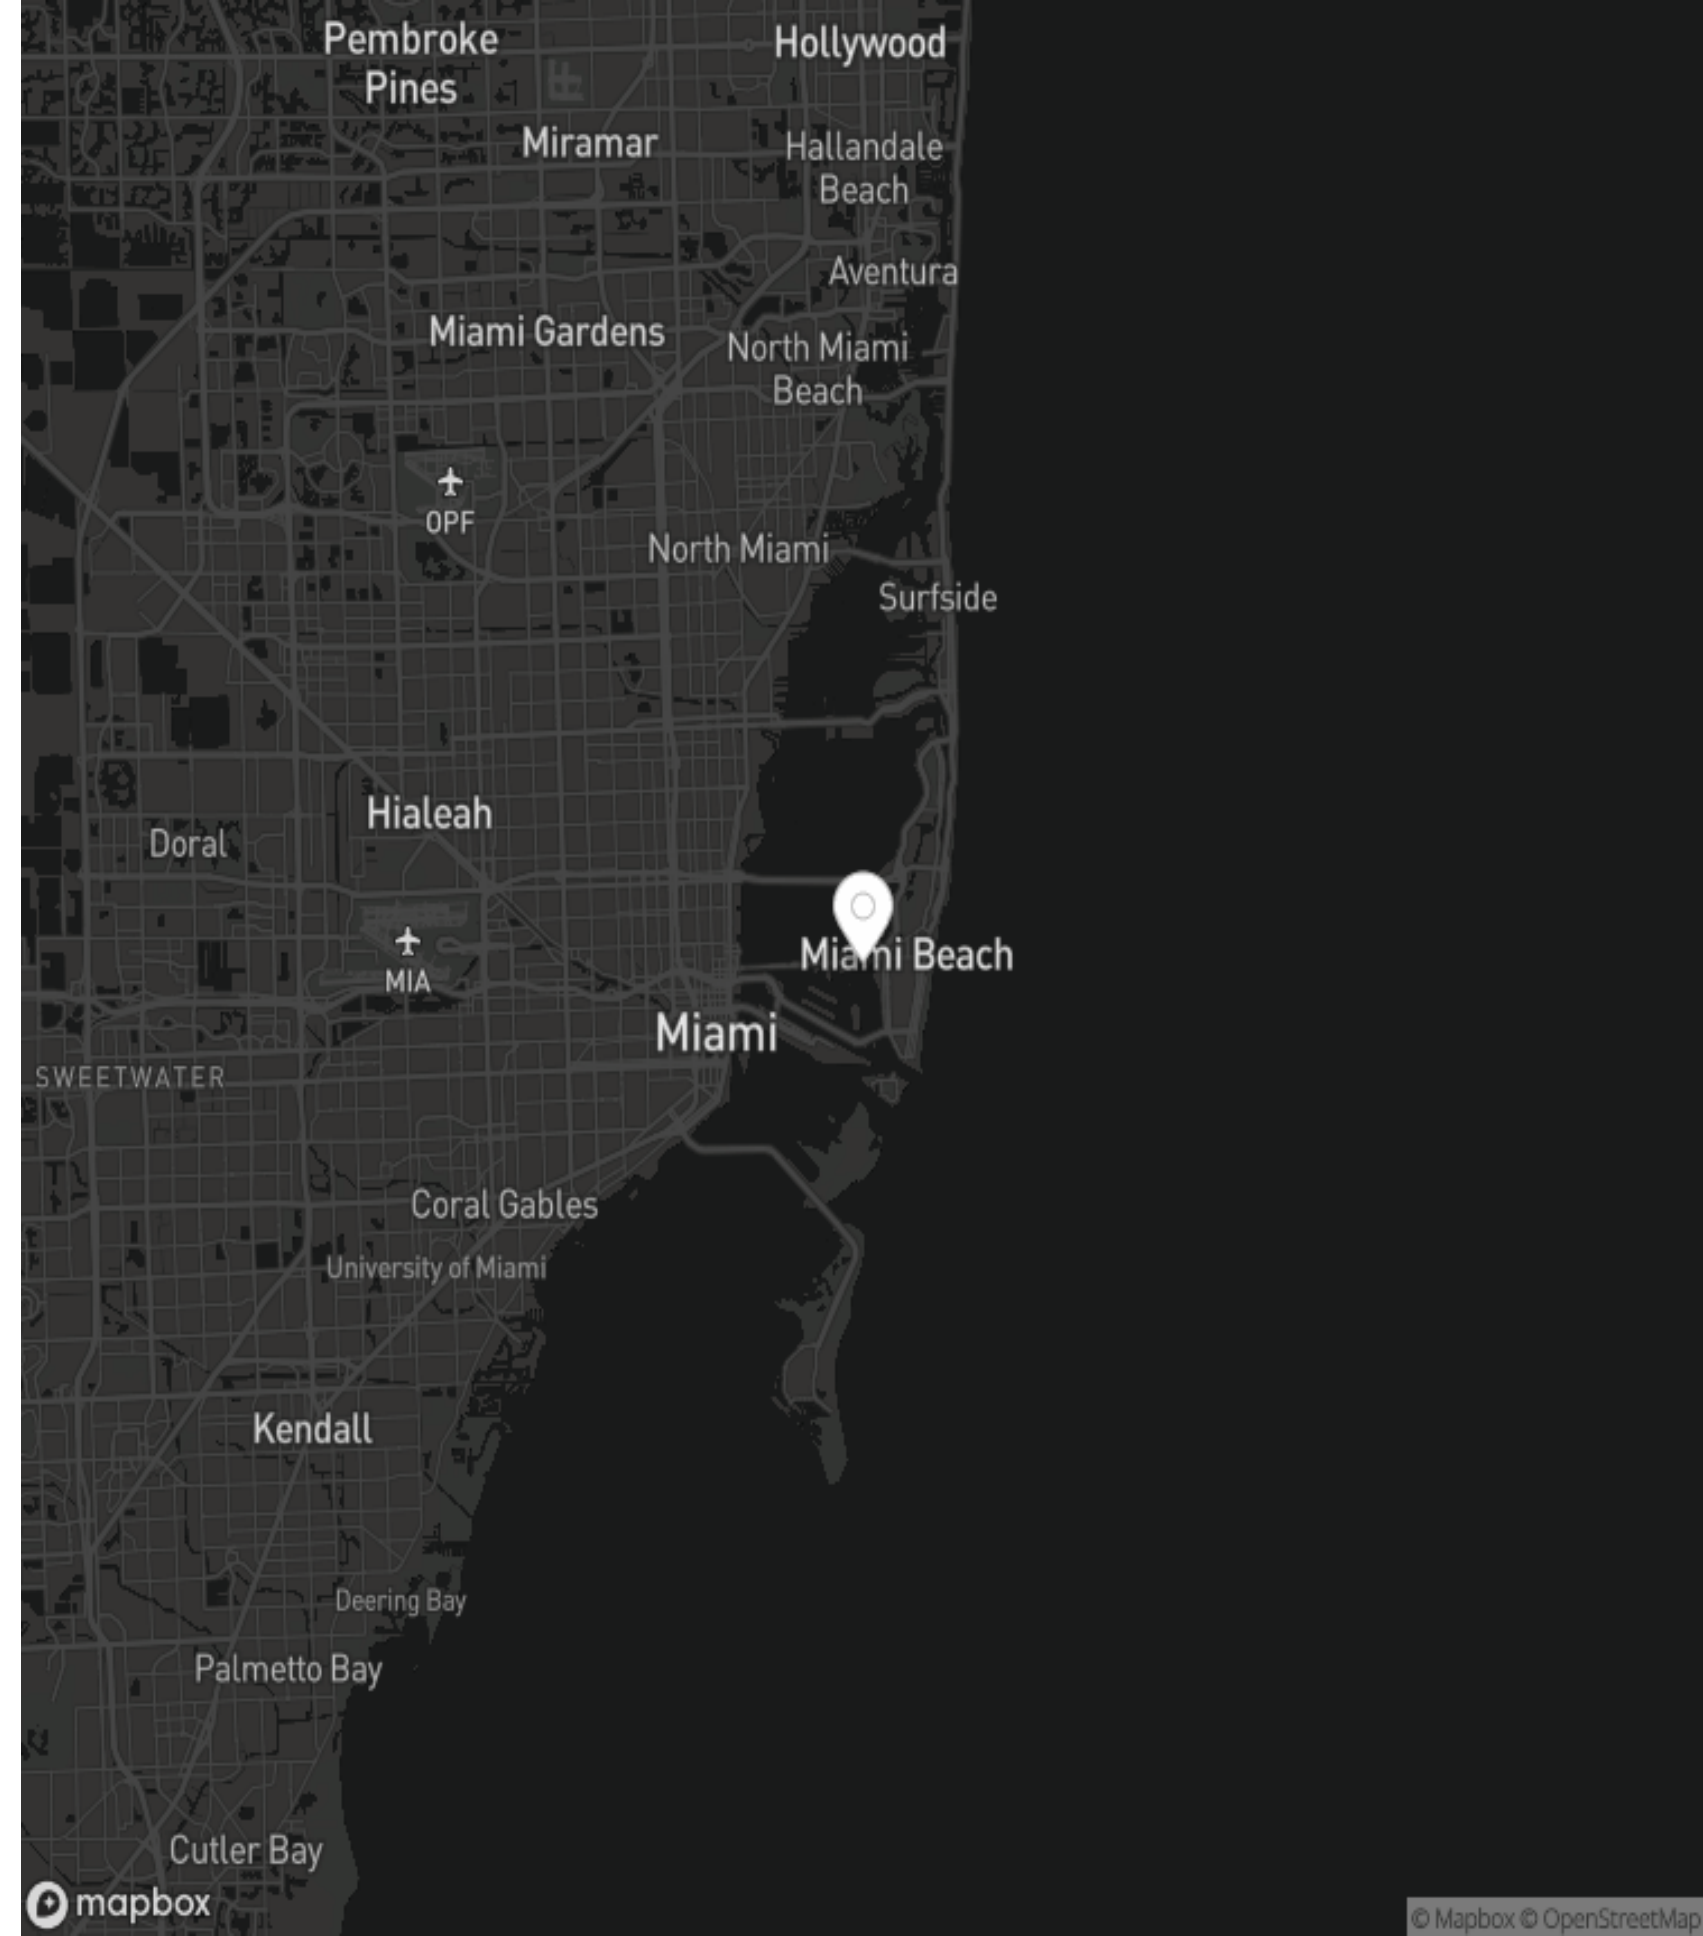 Pembroke
Pines
Hollywood
Miramar
Hallandale
Beach
Aventura
Miami Gardens
North Miami
Beach
OPF
North Miami
Surfside
Hialeah
Doral
Miami Beach
MIA
Miami
SWEETWATER
Coral Gables
University of Miami
Kendall
Deering Bay
Palmetto Bay
Cutler Bay
mapbox
© Mapbox © OpenStreetMap